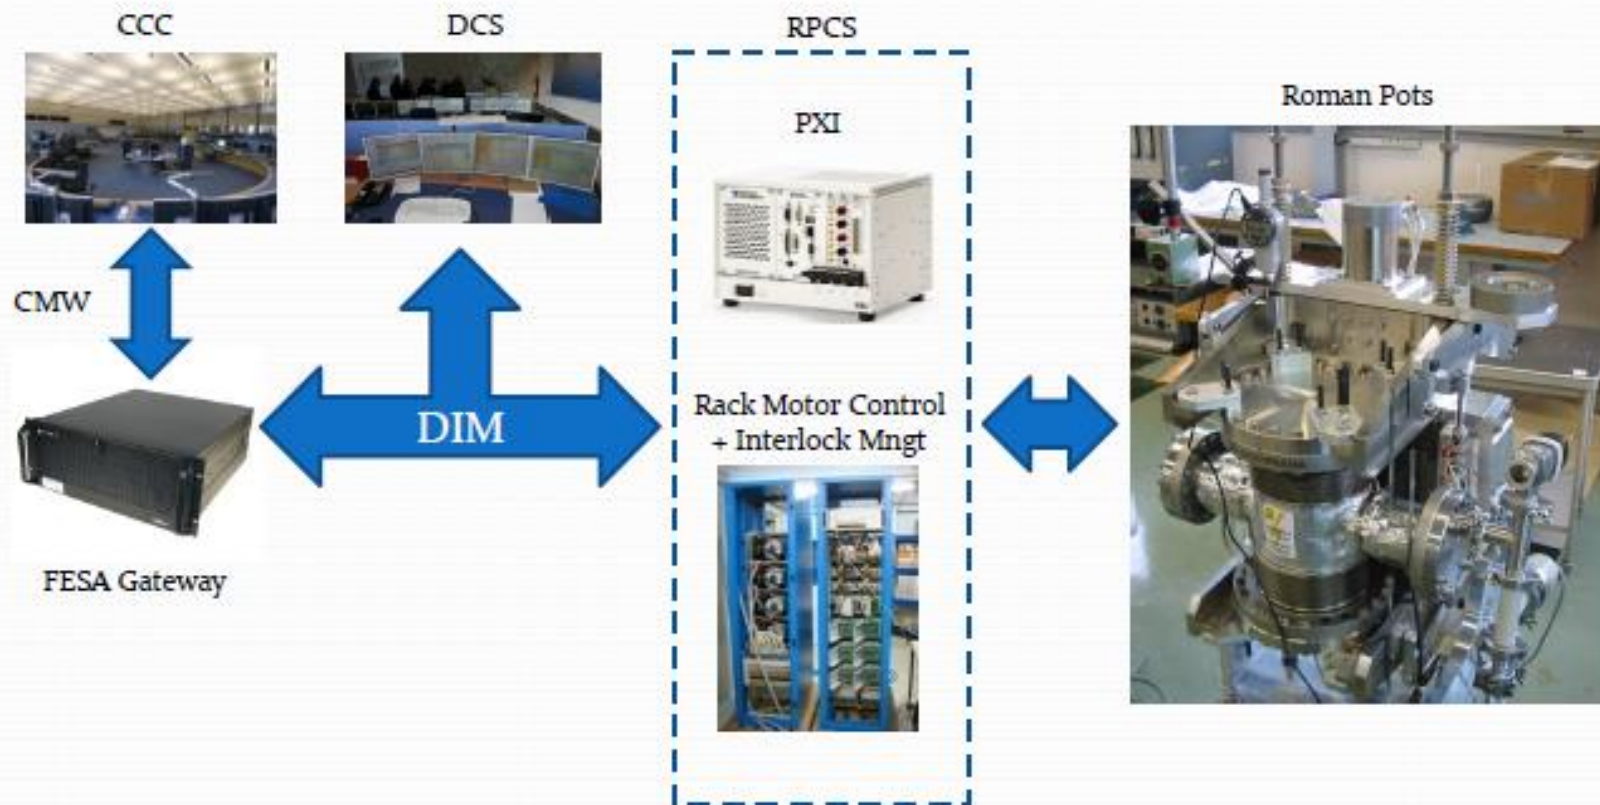 CCC
DCS
RPCS
PXI
Roman Pots
CMW
DIM
Rack Motor Control
+ Interlock Mngt
FESA Gateway